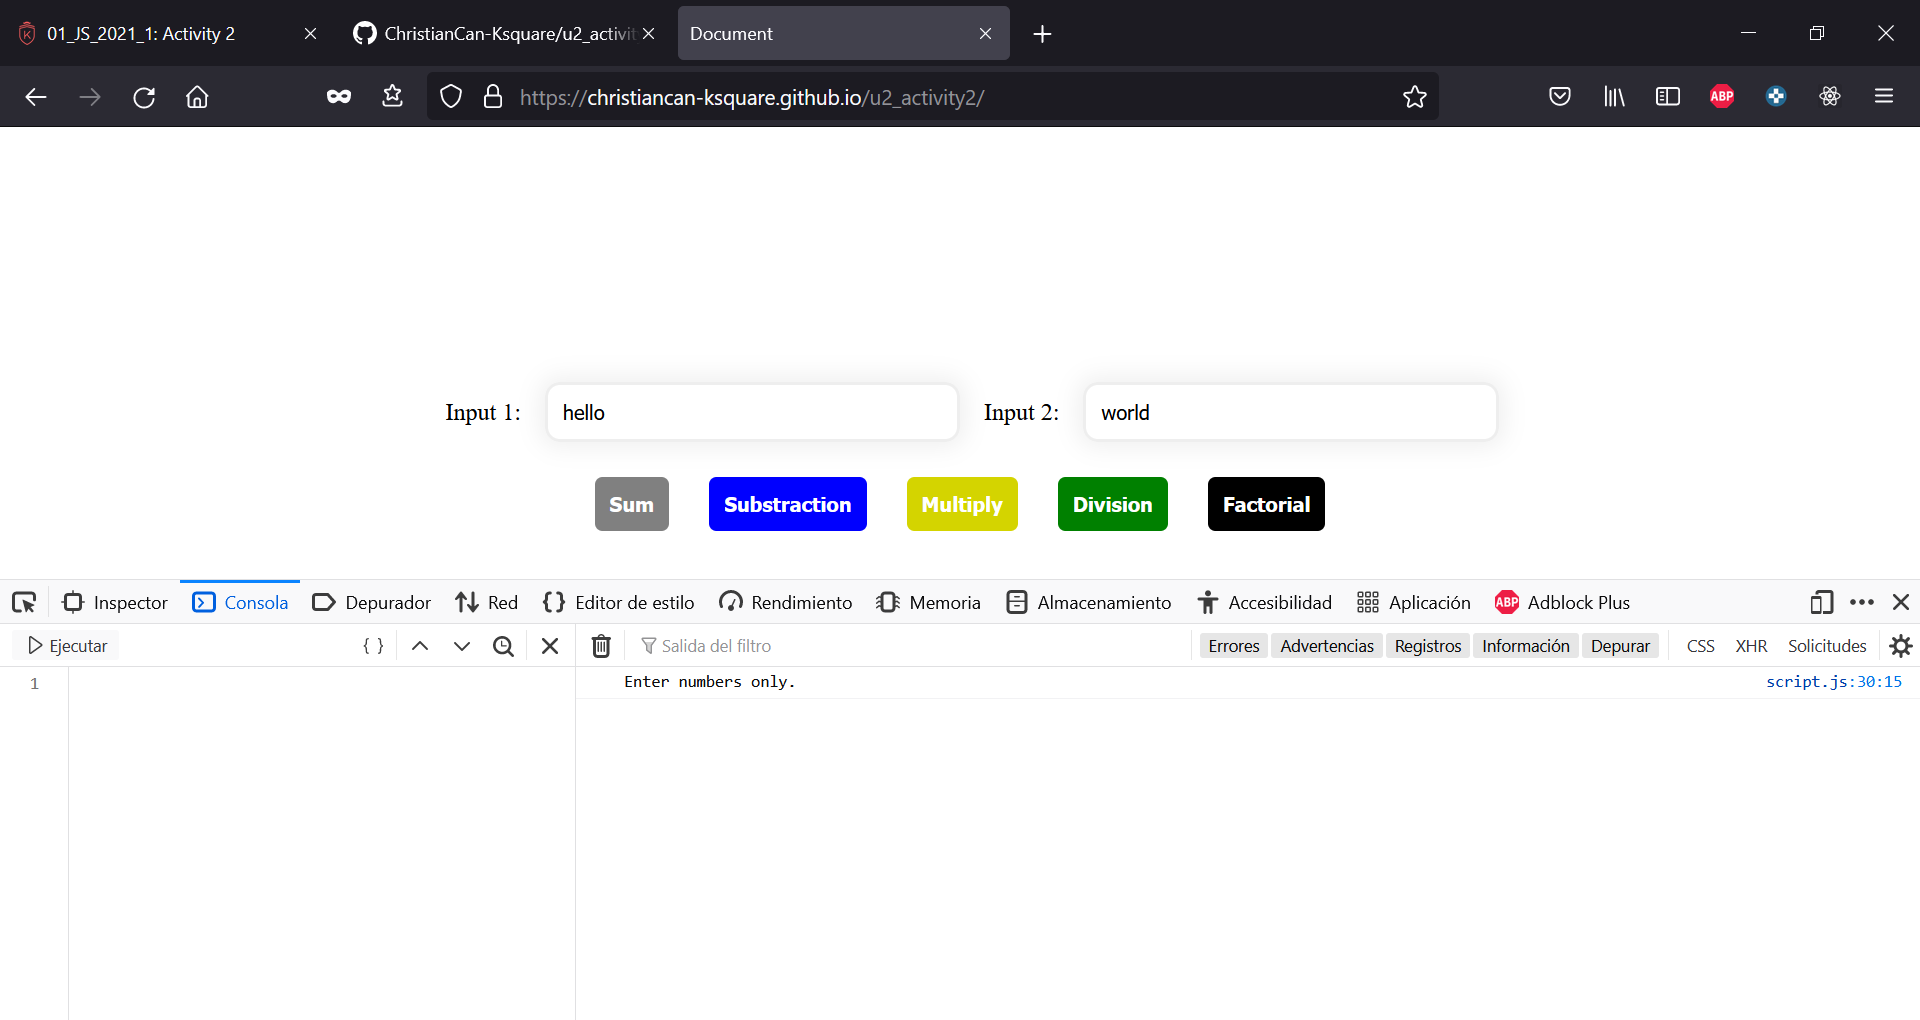 01_JS_2021_1: Activity 2
ChristianCan-Ksquare/u2_activit
Document
https://christiancan-ksquare.github.io/u2_activity2/
ABP
Input 1: hello Input 2: world
Sum Substraction Multiply Division Factorial
Inspector Consola Depurador Red Editor de estilo Rendimiento Memoria Almacenamiento Accesibilidad Aplicación ABP Adblock Plus
Ejecutar Salida del filtro Errores Advertencias Registros Información Depurar CSS XHR Solicitudes
1
Enter numbers only. script.js:30:15